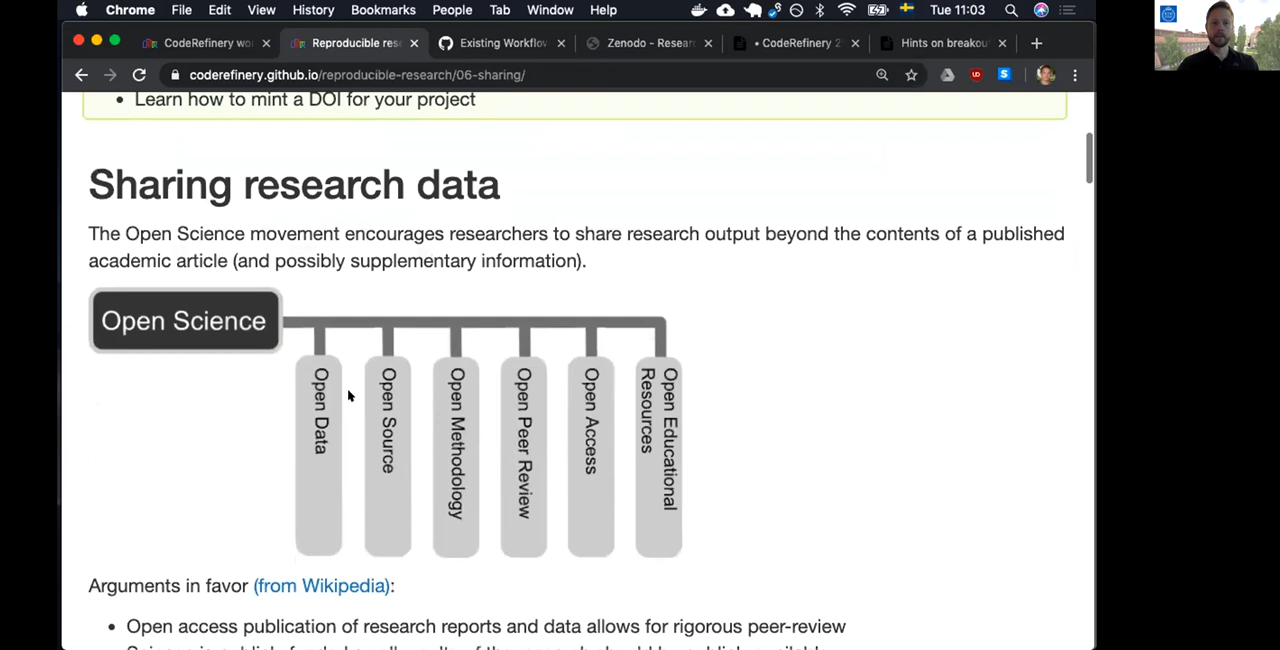 Chrome File Edit View History Bookmarks People Tab Window Help Tue 11:03
CodeRefinery wo Reproducible res Existing Workflow Zenodo - Resear • CodeRefinery 2 Hints on breakou
coderefinery.github.io/reproducible-research/06-sharing/
• Learn how to mint a DOI for your project
Sharing research data
The Open Science movement encourages researchers to share research output beyond the contents of a published
academic article (and possibly supplementary information).
Open Science
Open Data
Open Source
Open Methodology
Open Peer Review
Open Access
Open Educational
Resources
Arguments in favor (from Wikipedia):
• Open access publication of research reports and data allows for rigorous peer-review